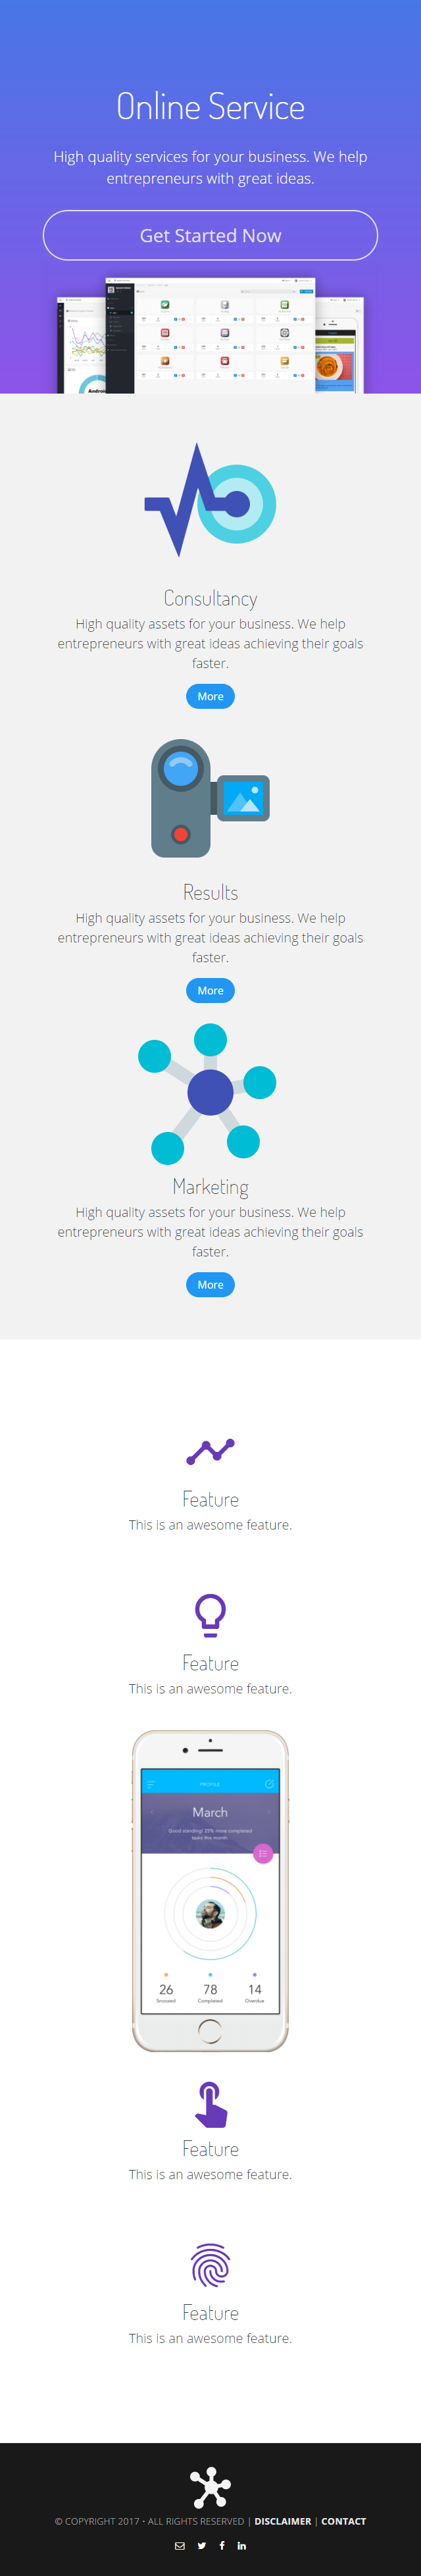 Online Service
High quality services for your business. We help
entrepreneurs with great ideas.
Get Started Now
Consultancy
High quality assets for your business. We help
entrepreneurs with great ideas achieving their goals
faster.
More
Results
High quality assets for your business. We help
entrepreneurs with great ideas achieving their goals
faster.
More
Marketing
High quality assets for your business. We help
entrepreneurs with great ideas achieving their goals
faster.
More
Feature
This is an awesome feature.
Feature
This is an awesome feature.
PROFILE
March
Good standing! 25% more completed
tasks this month.
26 78 14
Snoozed Completed Overdue
Feature
This is an awesome feature.
Feature
This is an awesome feature.
© COPYRIGHT 2017 • ALL RIGHTS RESERVED | DISCLAIMER | CONTACT